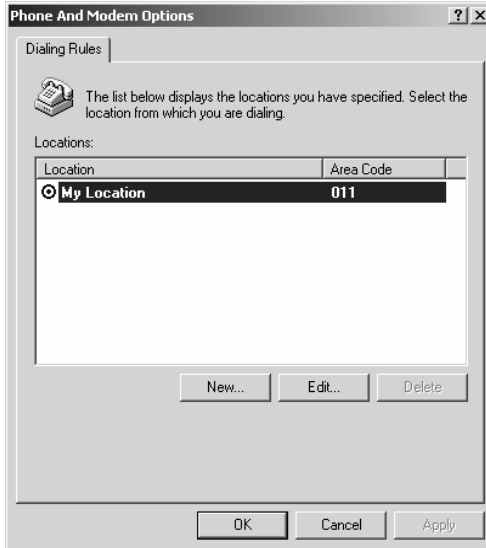 Phone And Modem Options
Dialing Rules
The list below displays the locations you have specified. Select the
location from which you are dialing.
Locations:
Location Area Code
My Location 011
New... Edit... Delete
OK Cancel Apply